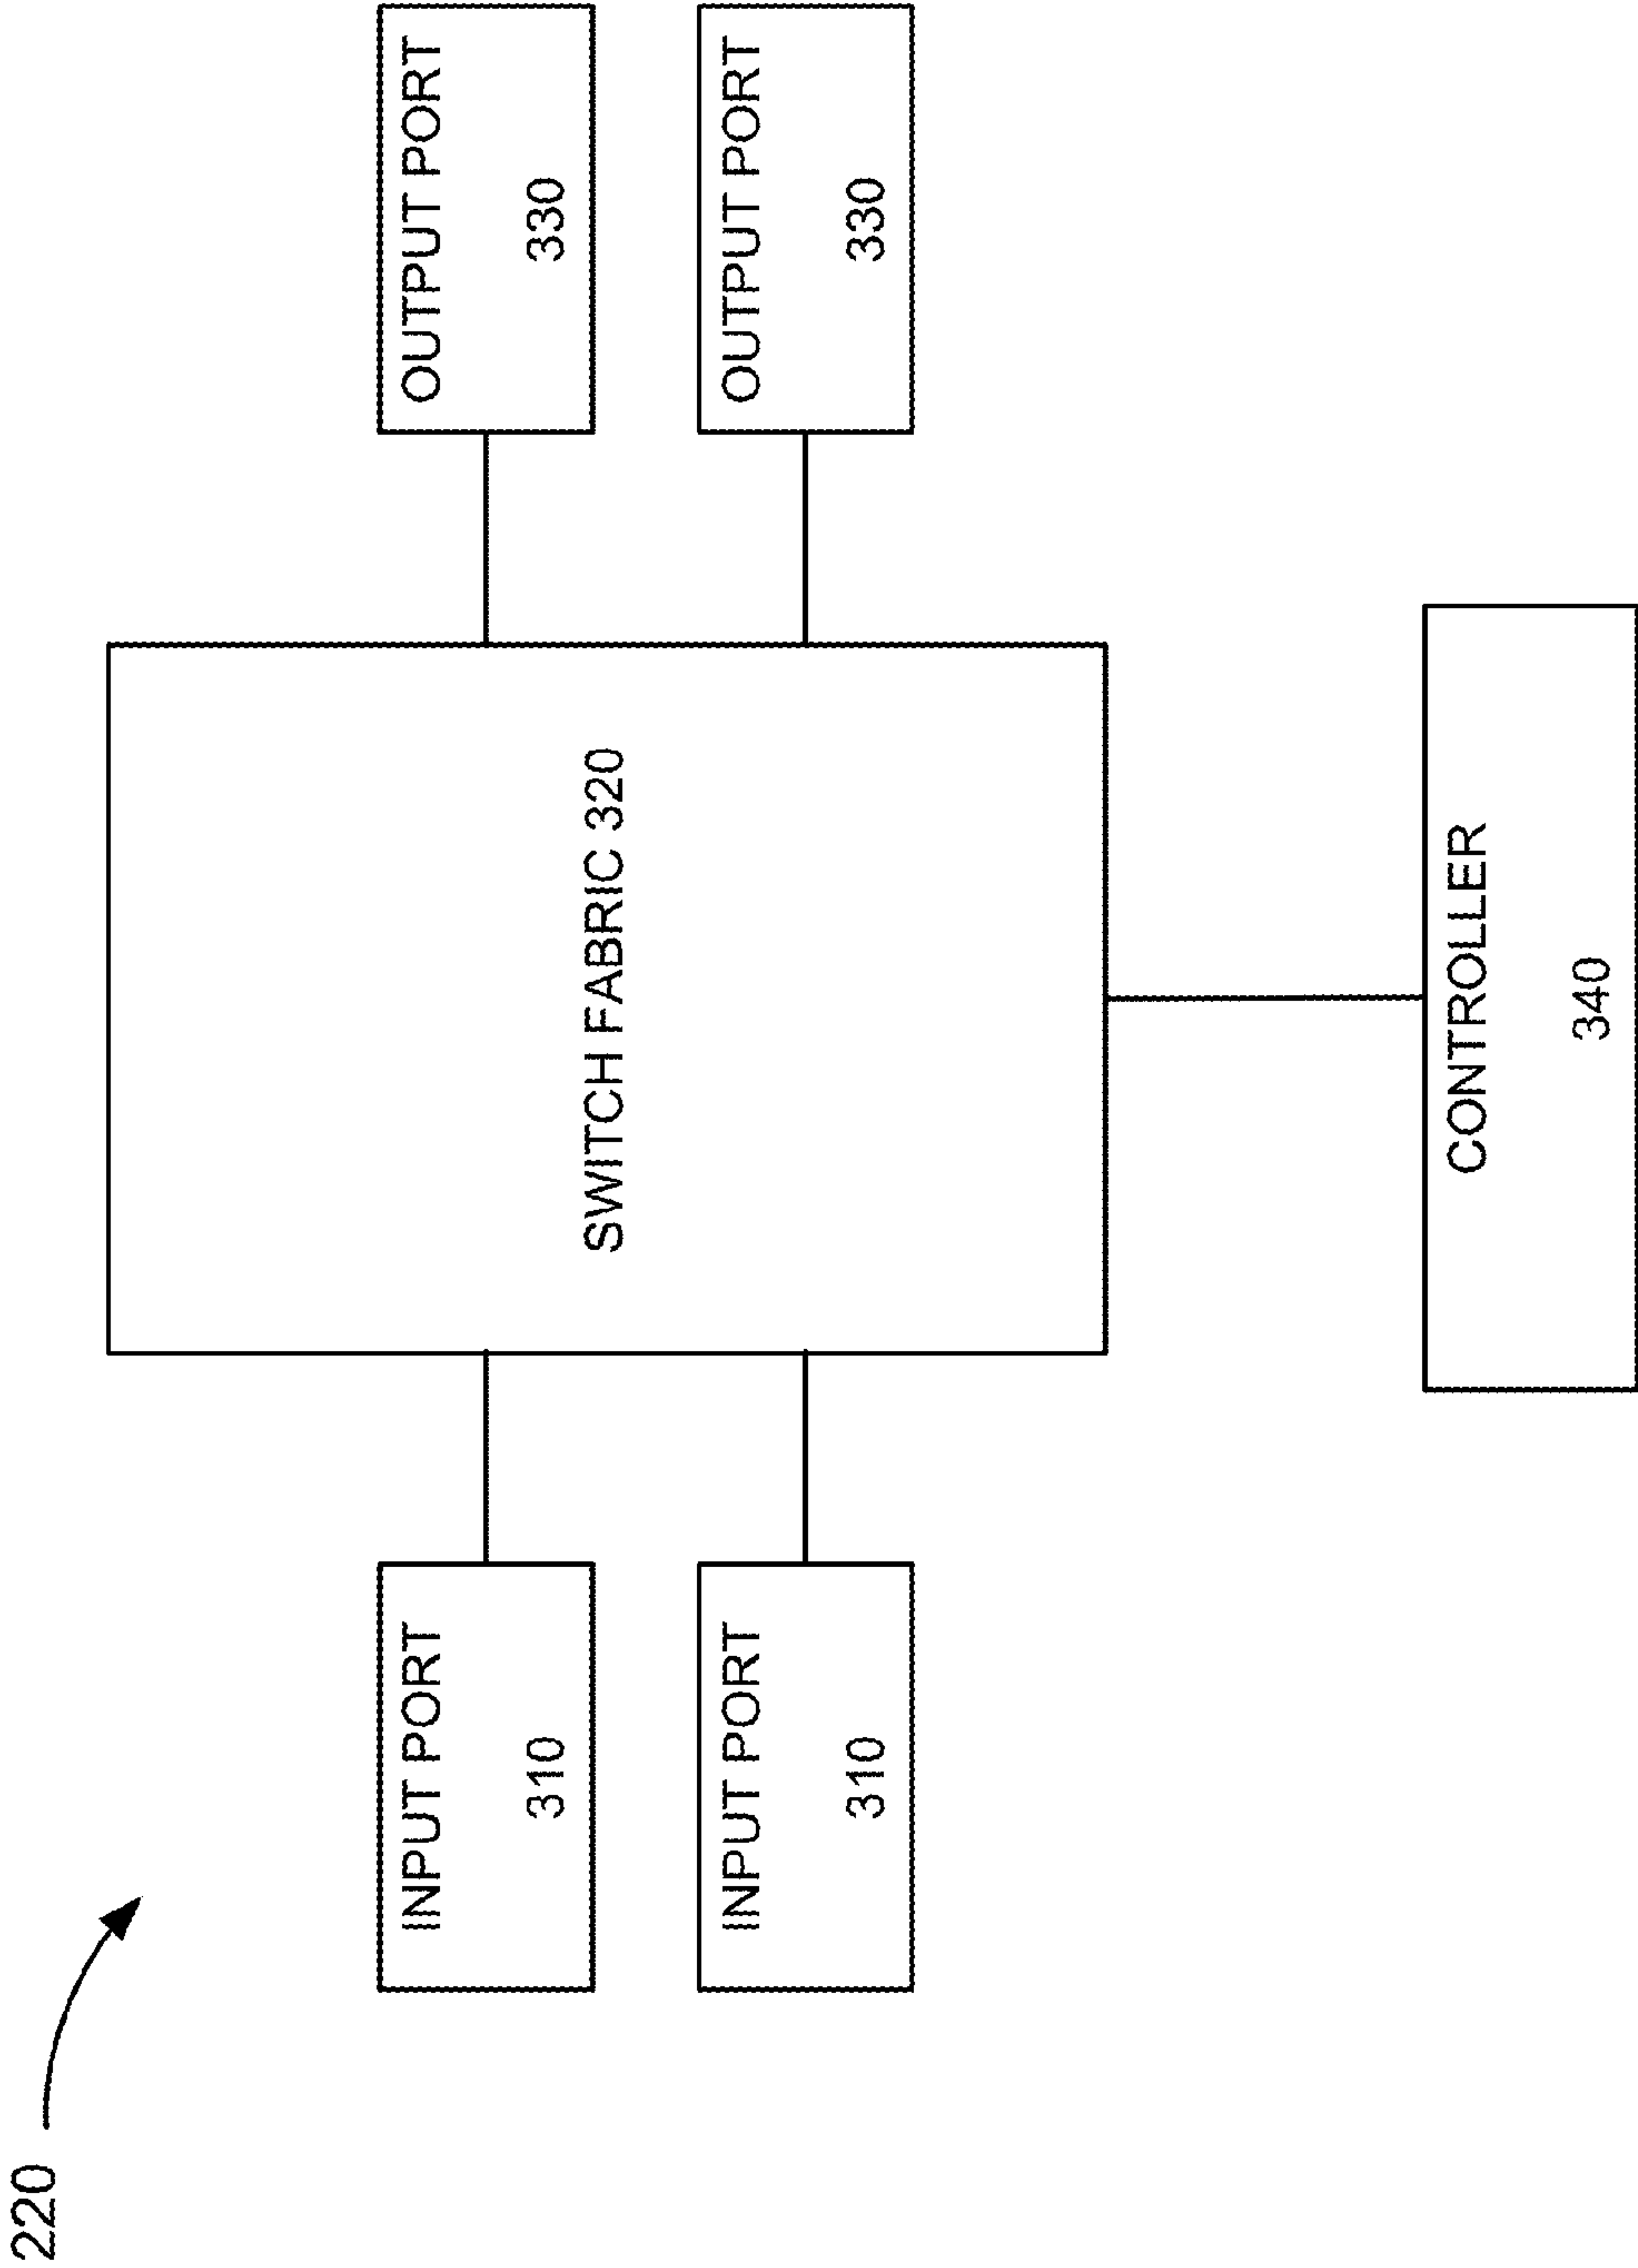 220
INPUT PORT
310
INPUT PORT
310
SWITCH FABRIC 320
OUTPUT PORT
330
OUTPUT PORT
330
CONTROLLER
340